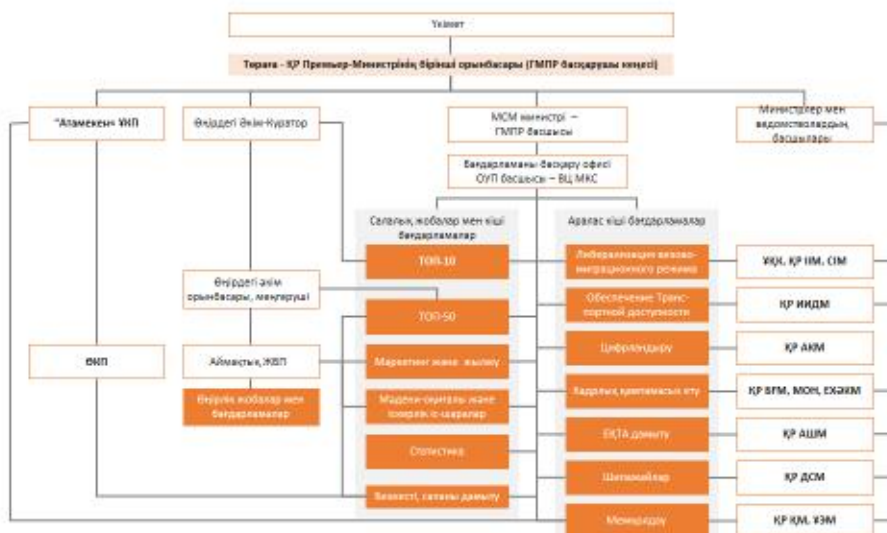 Үкімет
Төраға - ҚР Премьер-Министрінің бірінші орынбасары (ГМПР басқарушы кеңесі)
"Атамекен» ҰКП
Өңірдегі Әкім-Куратор
МСМ министрі –
ГМПР басшысы
Министрлер мен
ведомстволардың
басшылары
Бағдарламаны басқару офисі
ОУП басшысы – ВЦ МКС
Салалық жобалар мен кіші
бағдарламалар
Аралас кіші бағдарламалар
ТОП-10
Либерализация визово-
миграционного режима
ҰҚК, ҚР ІІМ, СІМ
Өңірдегі әкім
орынбасары, меңгеруші
ТОП-50
Обеспечение Транс-
портной доступности
ҚР ИИДМ
ӨКП
Аймақтық ЖБП
Маркетинг және жылжу
Цифрландыру
ҚР АКМ
Өңірлік жобалар мен
бағдарламалар
Мәдени-оқиғалы және
іскерлік іс-шаралар
Кадрлық қамтамасыз ету
ҚР БҒМ, МОН, ЕХӘҚМ
Статистика
ЕҚТА дамыту
ҚР АШМ
Шипажайлар
ҚР ДСМ
Бизнесті, сапаны дамыту
ҚР ҚМ, ҰЭМ